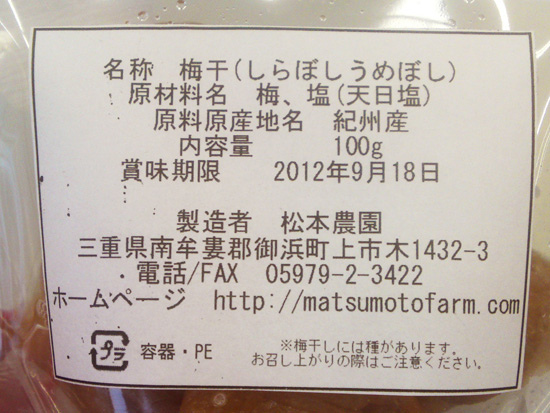 名称　梅干(しらぼしうめぼし)
原材料名　梅、塩(天日塩)
原料原産地名　紀州産
内容量　100g
賞味期限　2012年9月18日
製造者　松本農園
三重県南牟婁郡御浜町上市木1432-3
電話/FAX　05979-2-3422
ホームページ　http://matsumotofarm.com
プラ　容器・PE
※梅干しには種があります。
お召し上がりの際はご注意ください。